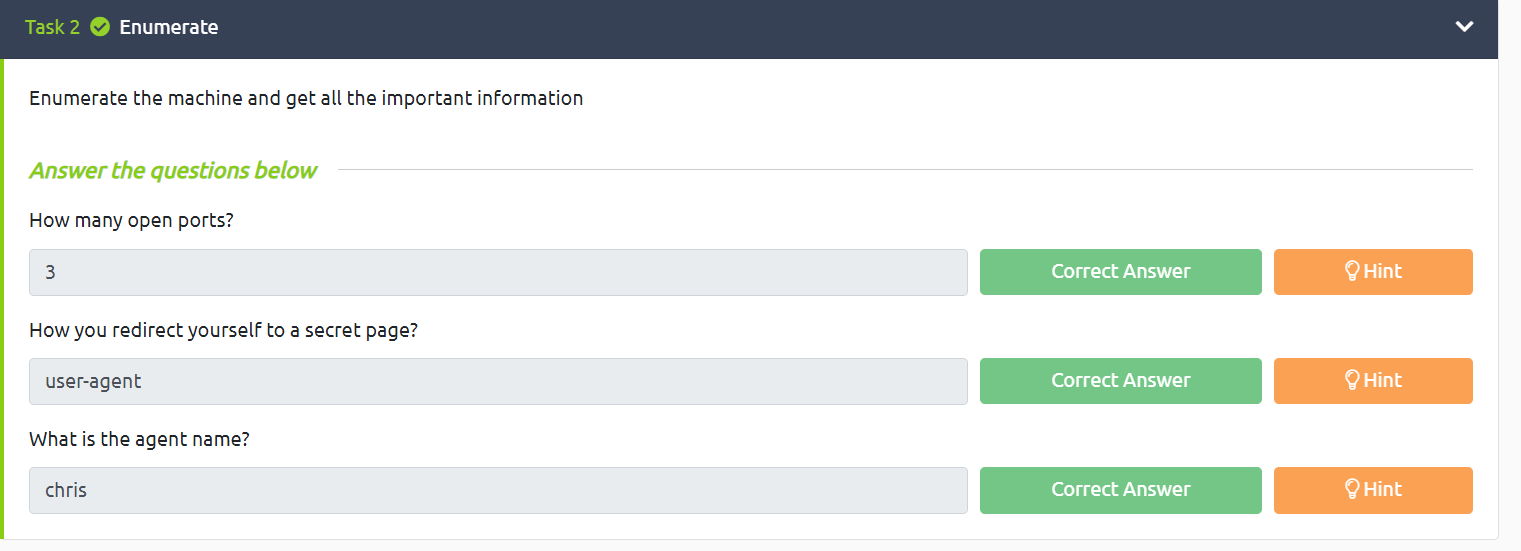 Task 2 Enumerate
Enumerate the machine and get all the important information
Answer the questions below
How many open ports?
3 Correct Answer Hint
How you redirect yourself to a secret page?
user-agent Correct Answer Hint
What is the agent name?
chris Correct Answer Hint